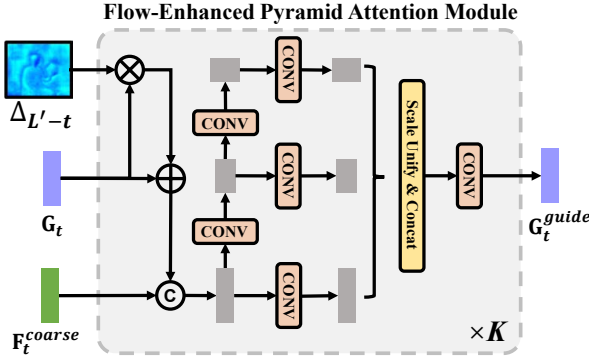 Flow-Enhanced Pyramid Attention Module
Δ_{L'-t}
G_t
F_t^{coarse}
C
CONV
CONV
CONV
CONV
CONV
Scale Unify & Concat
CONV
G_t^{guide}
×K